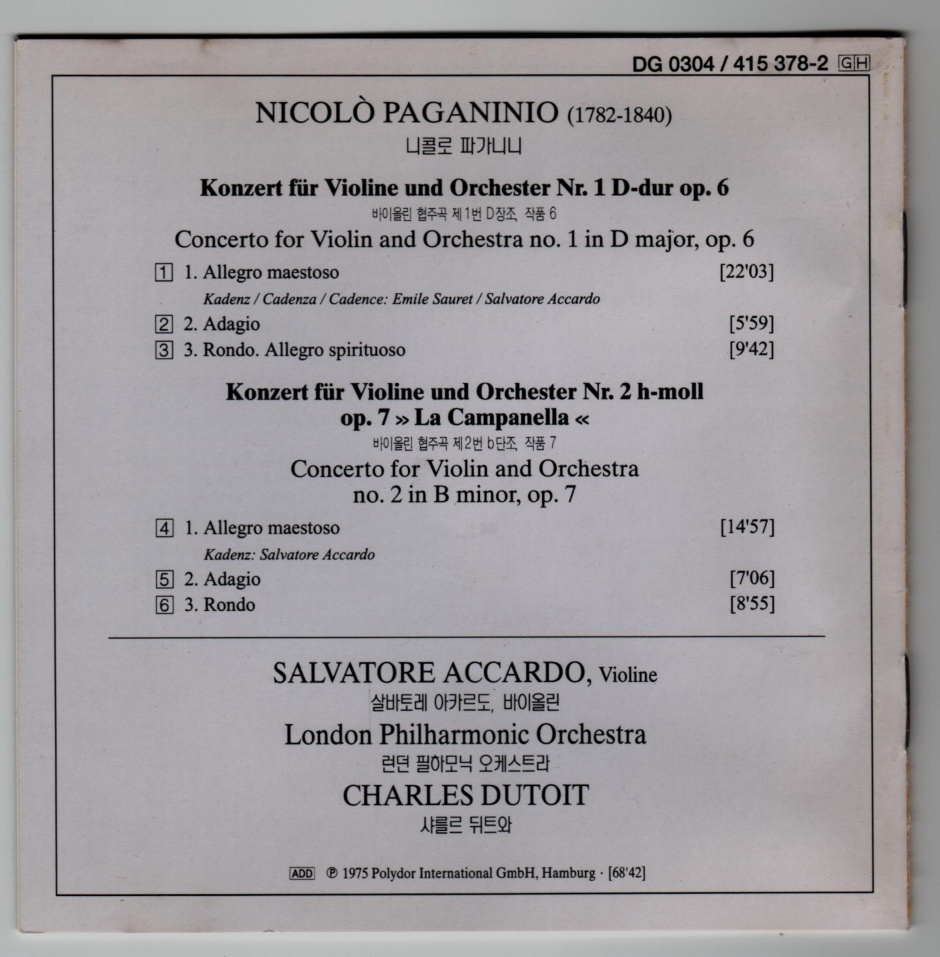 DG 0304 / 415 378-2 GH
NICOLÒ PAGANINIO (1782-1840)
니콜로 파가니니
Konzert für Violine und Orchester Nr. 1 D-dur op. 6
바이올린 협주곡 제1번 D장조, 작품 6
Concerto for Violin and Orchestra no. 1 in D major, op. 6
1 1. Allegro maestoso [22'03]
Kadenz / Cadenza / Cadence: Emile Sauret / Salvatore Accardo
2 2. Adagio [5'59]
3 3. Rondo. Allegro spirituoso [9'42]
Konzert für Violine und Orchester Nr. 2 h-moll
op. 7 » La Campanella «
바이올린 협주곡 제2번 b단조, 작품 7
Concerto for Violin and Orchestra
no. 2 in B minor, op. 7
4 1. Allegro maestoso [14'57]
Kadenz: Salvatore Accardo
5 2. Adagio [7'06]
6 3. Rondo [8'55]
SALVATORE ACCARDO, Violine
살바토레 아카르도, 바이올린
London Philharmonic Orchestra
런던 필하모닉 오케스트라
CHARLES DUTOIT
샤를르 뒤트와
ADD ℗ 1975 Polydor International GmbH, Hamburg · [68'42]